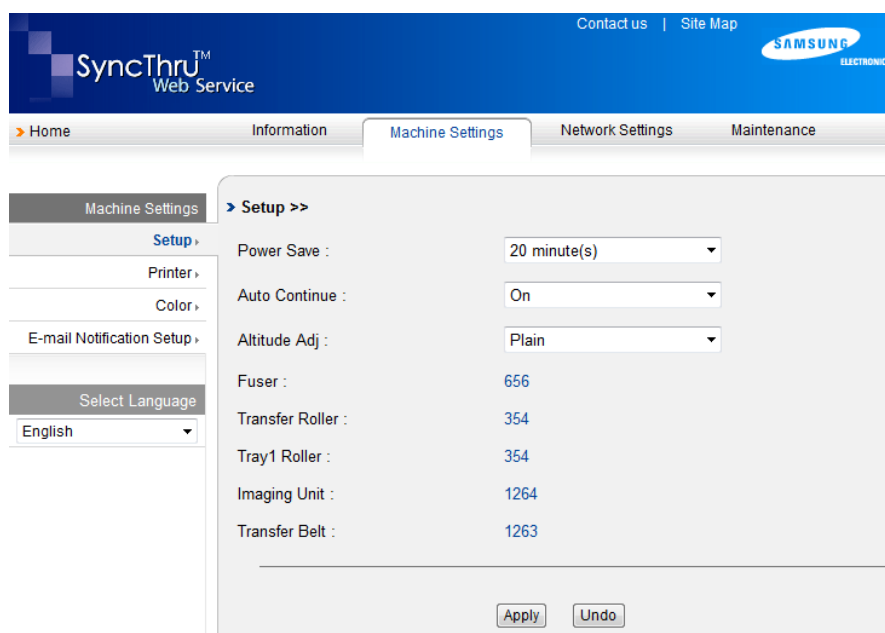 Contact us | Site Map
SAMSUNG
ELECTRONIC
SyncThru™
Web Service
Home Information Machine Settings Network Settings Maintenance
Machine Settings
Setup
Printer
Color
E-mail Notification Setup
Select Language
English
Setup >>
Power Save : 20 minute(s)
Auto Continue : On
Altitude Adj : Plain
Fuser : 656
Transfer Roller : 354
Tray1 Roller : 354
Imaging Unit : 1264
Transfer Belt : 1263
Apply Undo